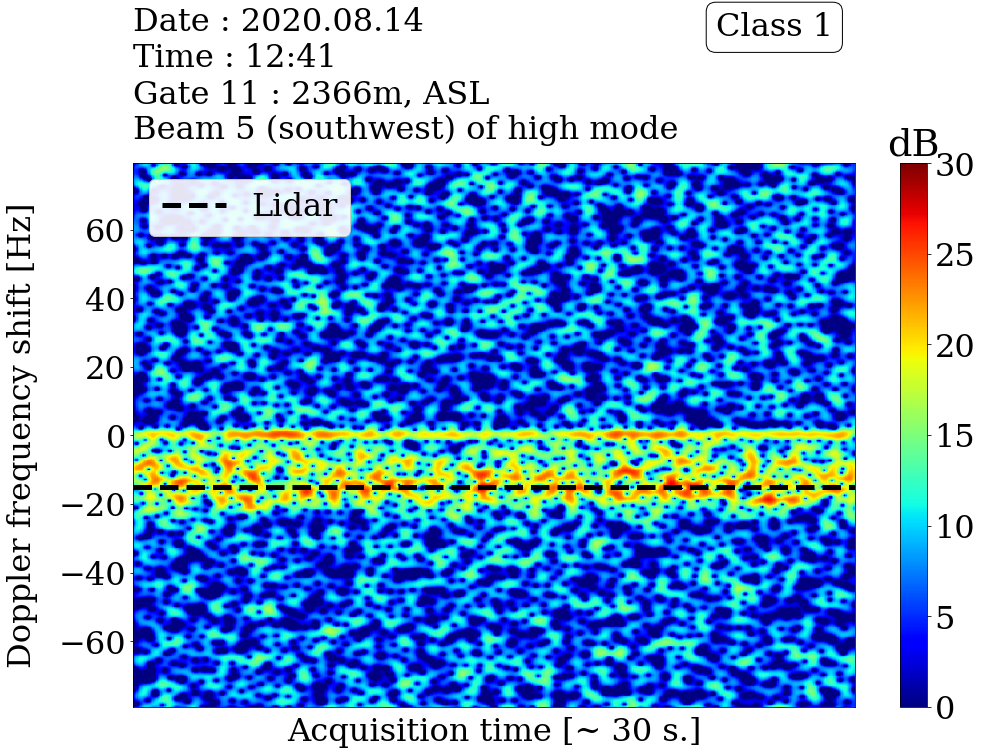 Date : 2020.08.14
Time : 12:41
Gate 11 : 2366m, ASL
Beam 5 (southwest) of high mode
Class 1
dB
Lidar
Doppler frequency shift [Hz]
60
40
20
0
−20
−40
−60
30
25
20
15
10
5
0
Acquisition time [~ 30 s.]